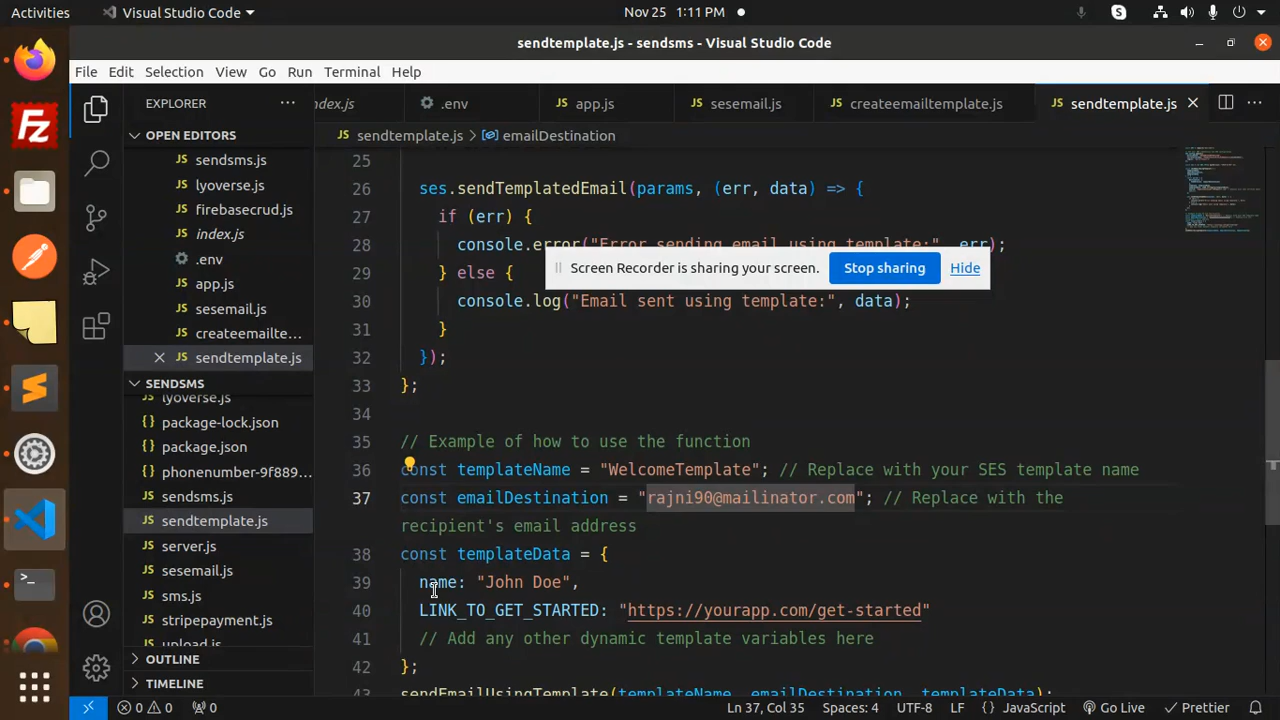 Activities
Visual Studio Code
Nov 25 1:11 PM
sendtemplate.js - sendsms - Visual Studio Code
File Edit Selection View Go Run Terminal Help
EXPLORER
index.js
.env
app.js
sesemail.js
createemailtemplate.js
sendtemplate.js
OPEN EDITORS
sendsms.js
lyoverse.js
firebasecrud.js
index.js
.env
app.js
sesemail.js
createemailte...
sendtemplate.js
SENDSMS
lyoverse.js
package-lock.json
package.json
phonenumber-9f889...
sendsms.js
sendtemplate.js
server.js
sesemail.js
sms.js
stripepayment.js
upload.js
OUTLINE
TIMELINE
sendtemplate.js > emailDestination
25
26 ses.sendTemplatedEmail(params, (err, data) => {
27 if (err) {
28 console.error("Error sending email using template:", err);
29 } else {
30 console.log("Email sent using template:", data);
31 }
32 });
33 };
34
35 // Example of how to use the function
36 const templateName = "WelcomeTemplate"; // Replace with your SES template name
37 const emailDestination = "rajni90@mailinator.com"; // Replace with the
recipient's email address
38 const templateData = {
39 name: "John Doe",
40 LINK_TO_GET_STARTED: "https://yourapp.com/get-started"
41 // Add any other dynamic template variables here
42 };
43 sendEmailUsingTemplate(templateName, emailDestination, templateData);
Screen Recorder is sharing your screen.
Stop sharing
Hide
0 0 0
Ln 37, Col 35
Spaces: 4
UTF-8
LF
{ } JavaScript
Go Live
Prettier